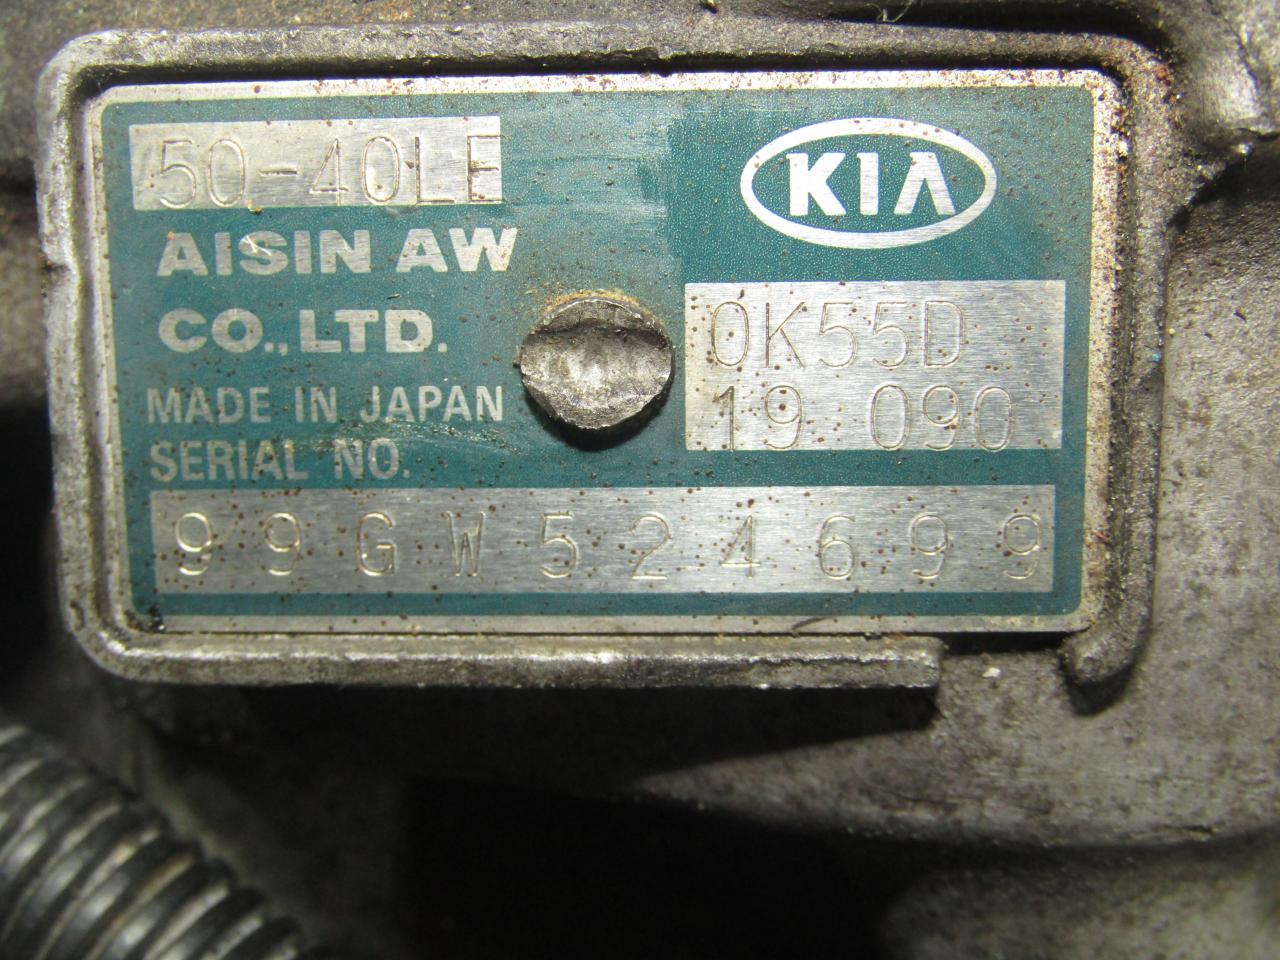 50-40LE
AISIN AW
CO., LTD.
MADE IN JAPAN
SERIAL NO.
KIA
0K55D
19 090
99GW524699